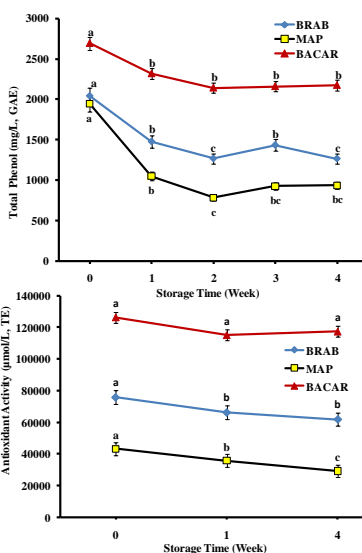 3000
2500
2000
1500
1000
500
0
Total Phenol (mg/L, GAE)
BRAB
MAP
BACAR
a
b
b
b
b
a
b
c
b
c
a
b
c
bc
bc
0 1 2 3 4
Storage Time (Week)
140000
120000
100000
80000
60000
40000
20000
0
Antioxidant Activity (µmol/L, TE)
a
a
a
BRAB
MAP
BACAR
a
b
b
a
b
c
0 1 4
Storage Time (Week)